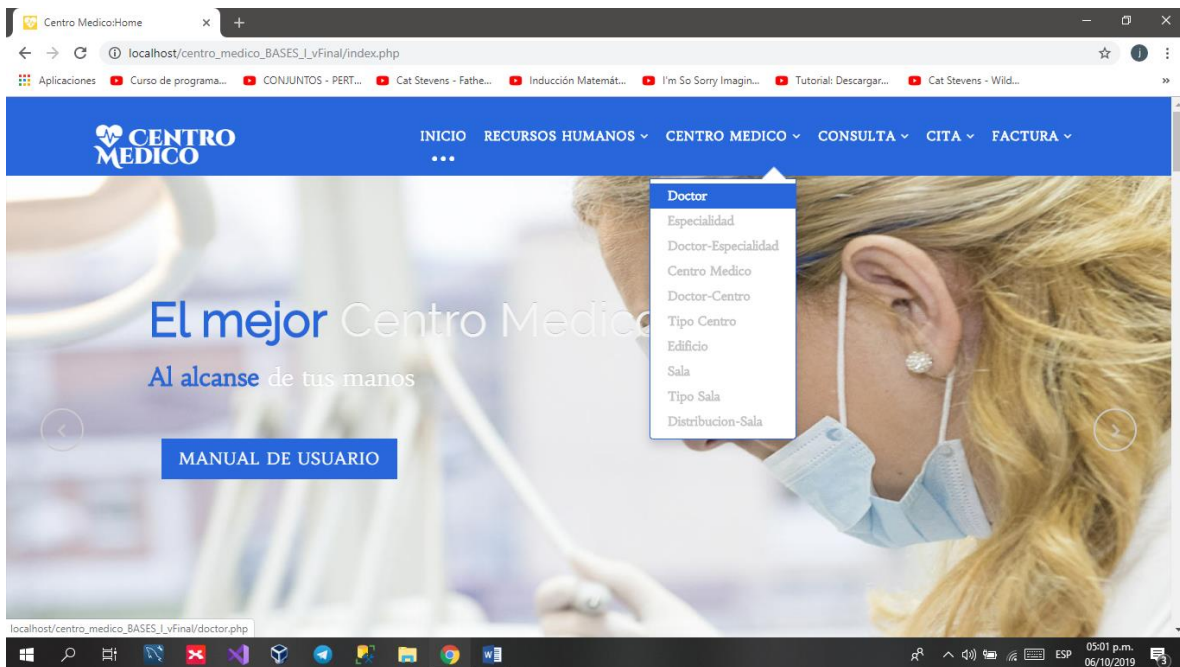 Centro Medico:Home
localhost/centro_medico_BASES_I_vFinal/index.php
Aplicaciones Curso de programa... CONJUNTOS - PERT... Cat Stevens - Fathe... Inducción Matemát... I'm So Sorry Imagin... Tutorial: Descargar... Cat Stevens - Wild... »
CENTRO
MEDICO
INICIO RECURSOS HUMANOS CENTRO MEDICO CONSULTA CITA FACTURA
Doctor
Especialidad
Doctor-Especialidad
Centro Medico
Doctor-Centro
Tipo Centro
Edificio
Sala
Tipo Sala
Distribucion-Sala
El mejor Centro Medico
Al alcanse de tus manos
MANUAL DE USUARIO
localhost/centro_medico_BASES_I_vFinal/doctor.php
ESP
05:01 p.m.
06/10/2019